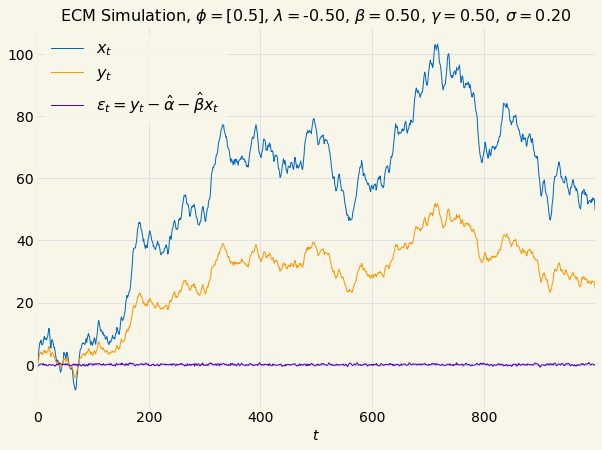 ECM Simulation, ϕ = [0.5], λ = -0.50, β = 0.50, γ = 0.50, σ = 0.20
x_t
y_t
ε_t = y_t − α̂ − β̂x_t
100
80
60
40
20
0
0 200 400 600 800
t